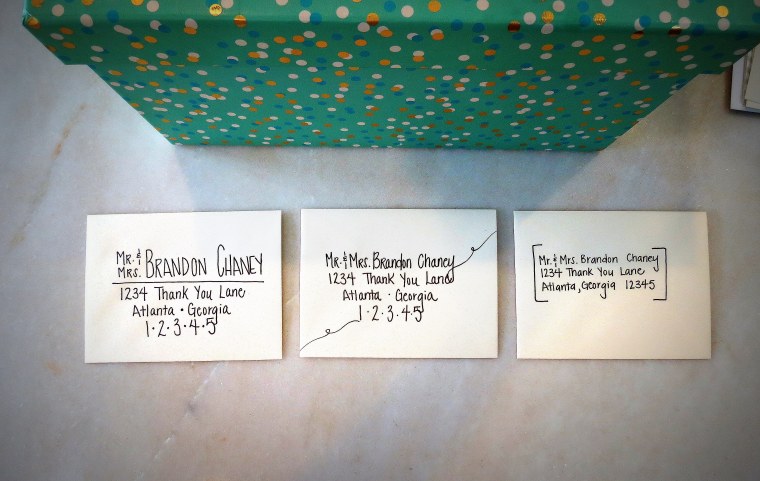 MR. & MRS. BRANDON CHANEY
1234 Thank You Lane
Atlanta • Georgia
1•2•3•4•5
MR. & MRS. Brandon Chaney
1234 Thank You Lane
Atlanta • Georgia
1•2•3•4•5
Mr. & Mrs. Brandon Chaney
1234 Thank You Lane
Atlanta, Georgia 12345